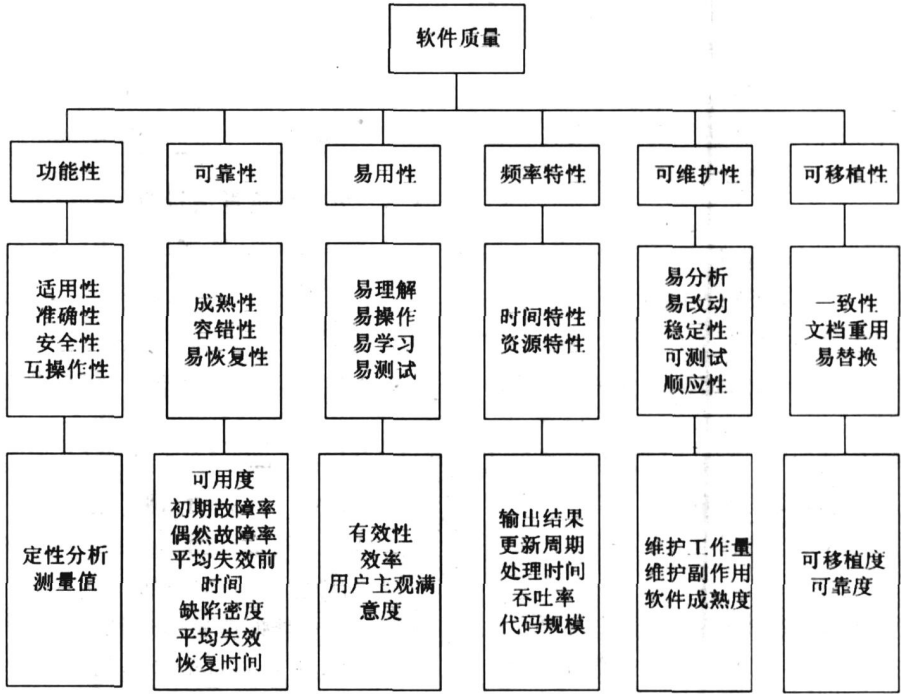 软件质量
功能性
可靠性
易用性
频率特性
可维护性
可移植性
适用性
准确性
安全性
互操作性
成熟性
容错性
易恢复性
易理解
易操作
易学习
易测试
时间特性
资源特性
易分析
易改动
稳定性
可测试
顺应性
一致性
文档重用
易替换
定性分析
测量值
可用度
初期故障率
偶然故障率
平均失效前
时间
缺陷密度
平均失效
恢复时间
有效性
效率
用户主观满
意度
输出结果
更新周期
处理时间
吞吐率
代码规模
维护工作量
维护副作用
软件成熟度
可移植度
可靠度